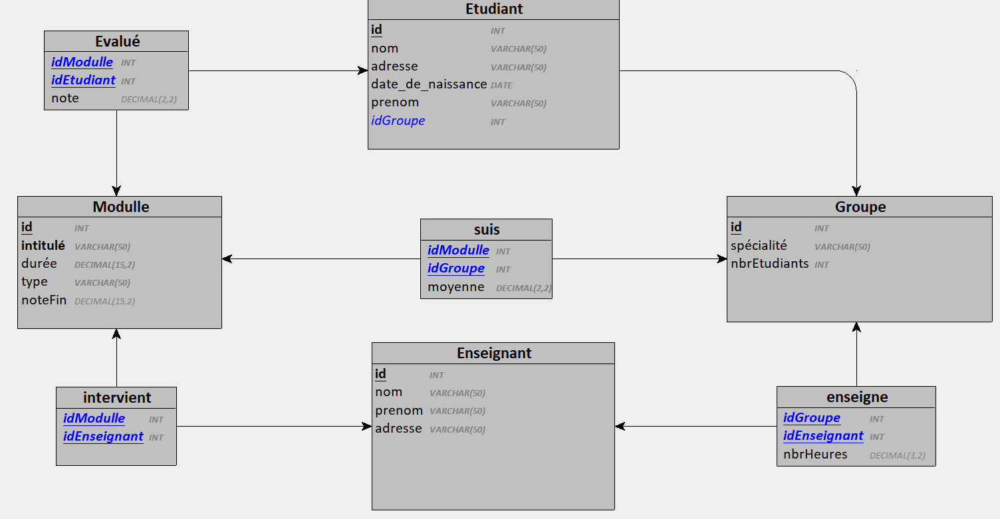 Etudiant
id INT
nom VARCHAR(50)
adresse VARCHAR(50)
date_de_naissance DATE
prenom VARCHAR(50)
idGroupe INT
Evalué
idModulle INT
idEtudiant INT
note DECIMAL(2,2)
Modulle
id INT
intitulé VARCHAR(50)
durée DECIMAL(15,2)
type VARCHAR(50)
noteFin DECIMAL(15,2)
suis
idModulle INT
idGroupe INT
moyenne DECIMAL(2,2)
Groupe
id INT
spécialité VARCHAR(50)
nbrEtudiants INT
intervient
idModulle INT
idEnseignant INT
Enseignant
id INT
nom VARCHAR(50)
prenom VARCHAR(50)
adresse VARCHAR(50)
enseigne
idGroupe INT
idEnseignant INT
nbrHeures DECIMAL(3,2)